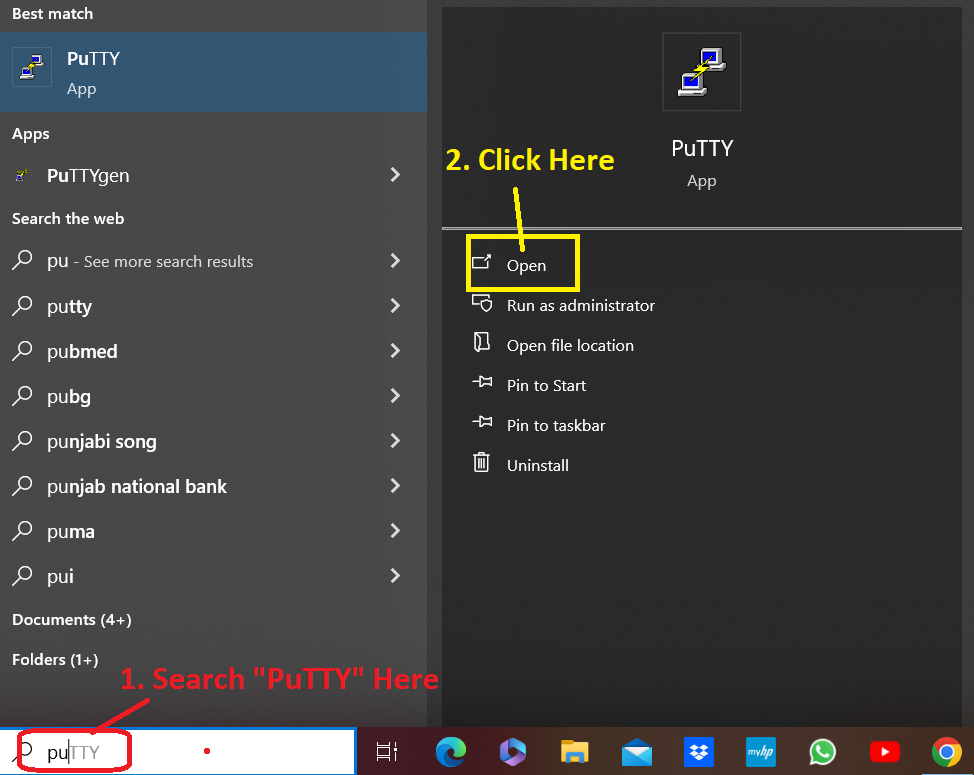 Best match
PuTTY
App
Apps
PuTTYgen
Search the web
pu - See more search results
putty
pubmed
pubg
punjabi song
punjab national bank
puma
pui
Documents (4+)
Folders (1+)
1. Search "PuTTY" Here
puTTY
2. Click Here
PuTTY
App
Open
Run as administrator
Open file location
Pin to Start
Pin to taskbar
Uninstall
myhp